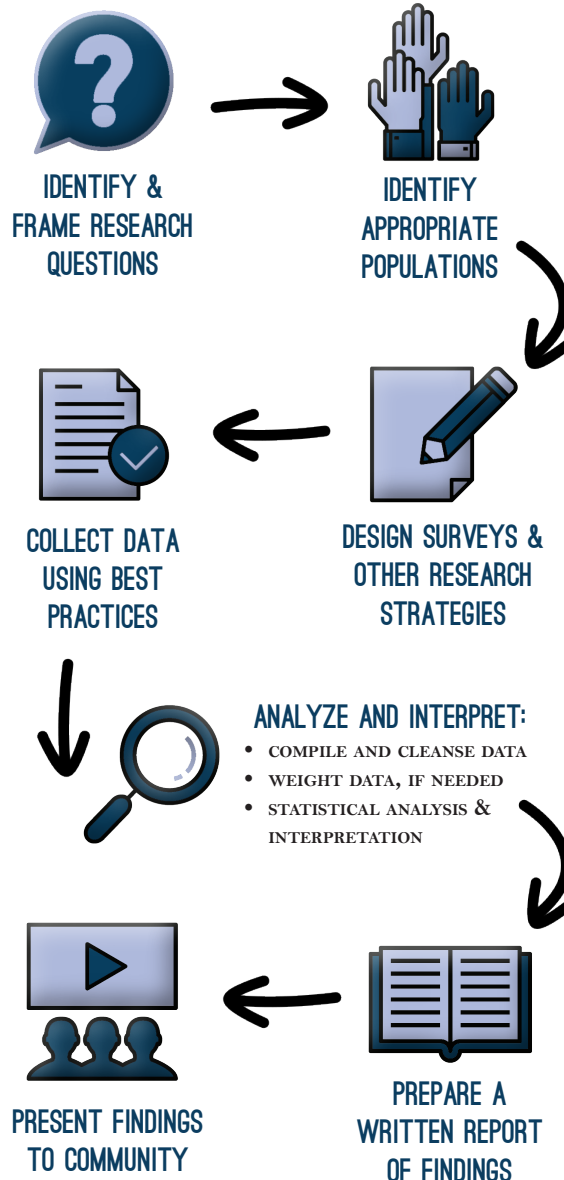 IDENTIFY &
FRAME RESEARCH
QUESTIONS
IDENTIFY
APPROPRIATE
POPULATIONS
DESIGN SURVEYS &
OTHER RESEARCH
STRATEGIES
COLLECT DATA
USING BEST
PRACTICES
ANALYZE AND INTERPRET:
• COMPILE AND CLEANSE DATA
• WEIGHT DATA, IF NEEDED
• STATISTICAL ANALYSIS &
INTERPRETATION
PREPARE A
WRITTEN REPORT
OF FINDINGS
PRESENT FINDINGS
TO COMMUNITY